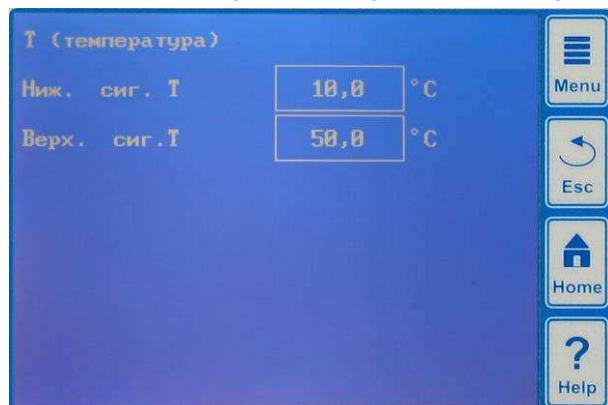 T (температура)
Ниж. сиг. T 10,0 °C
Верх. сиг.T 50,0 °C
Menu
Esc
Home
? 
Help